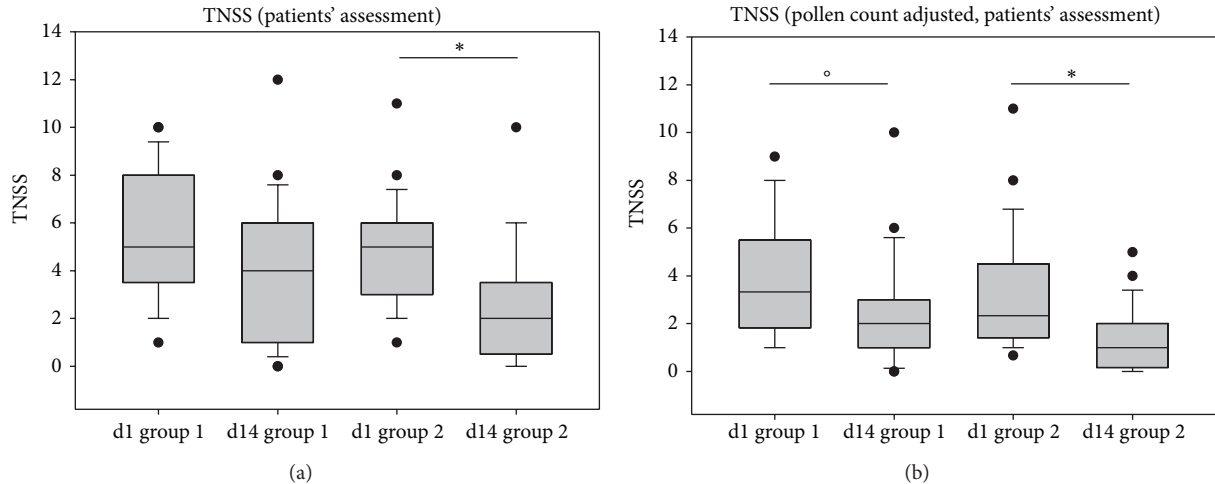 TNSS (patients’ assessment)
14
12
10
8
6
4
2
0
TNSS
*
d1 group 1 d14 group 1 d1 group 2 d14 group 2
(a)
TNSS (pollen count adjusted, patients’ assessment)
14
12
10
8
6
4
2
0
TNSS
° *
d1 group 1 d14 group 1 d1 group 2 d14 group 2
(b)